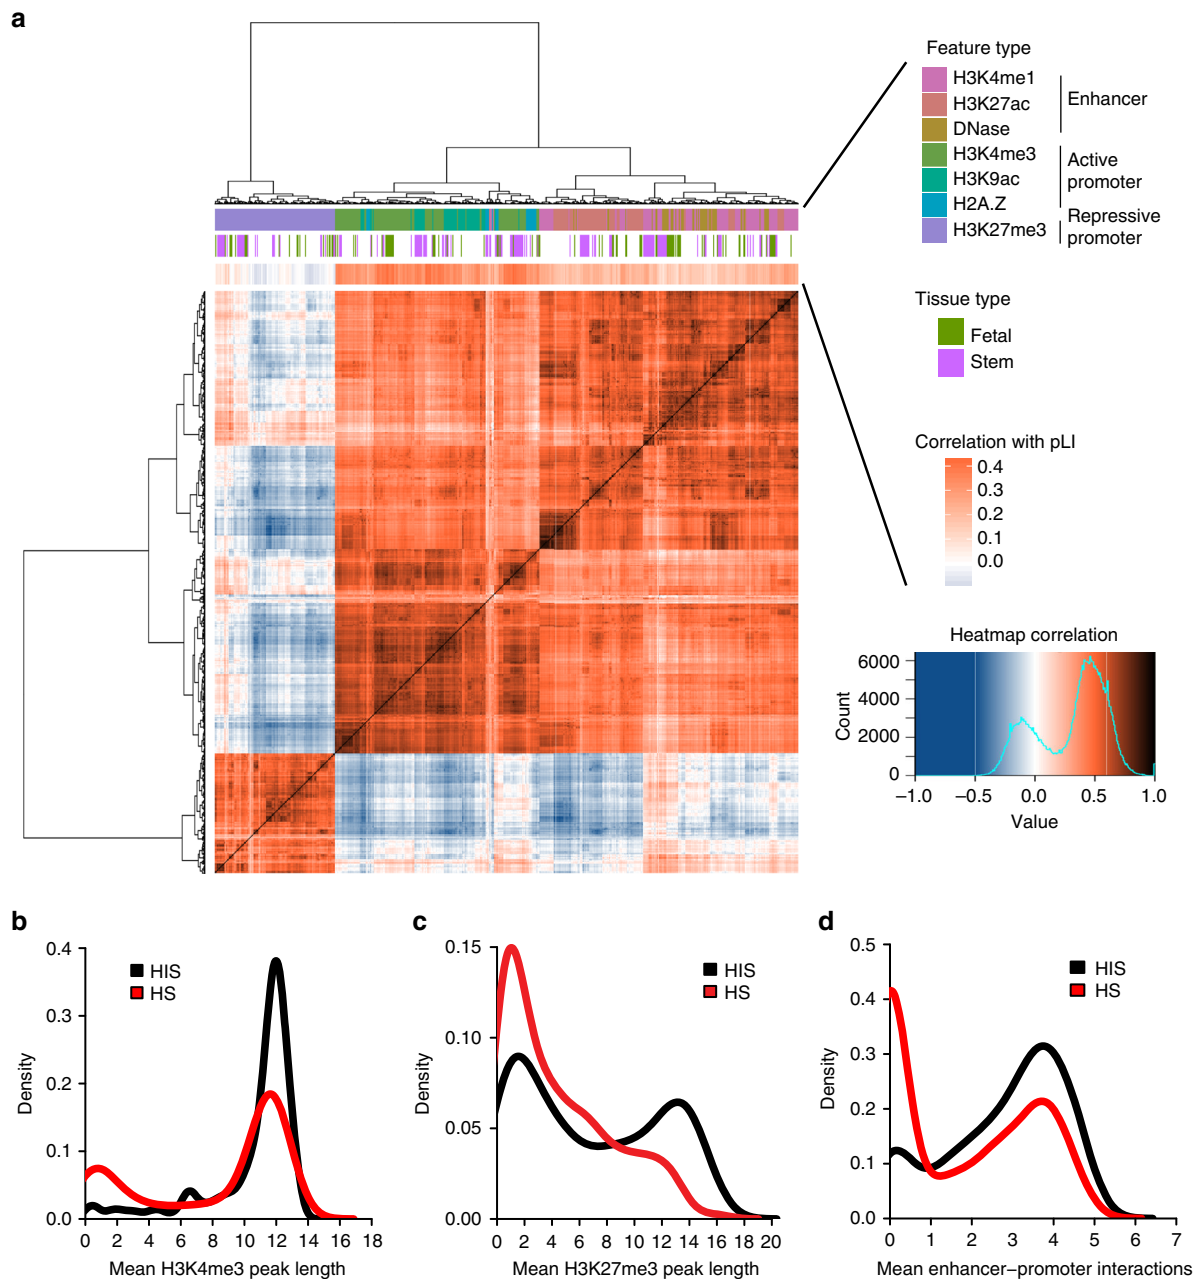 a
Feature type
H3K4me1
H3K27ac
DNase
H3K4me3
H3K9ac
H2A.Z
H3K27me3
Enhancer
Active
promoter
Repressive
promoter
Tissue type
Fetal
Stem
Correlation with pLI
0.4
0.3
0.2
0.1
0.0
Heatmap correlation
6000
4000
2000
0
Count
−1.0 −0.5 0.0 0.5 1.0
Value
b
0.4
0.3
0.2
0.1
0.0
Density
HIS
HS
0 2 4 6 8 10 12 14 16 18
Mean H3K4me3 peak length
c
0.15
0.10
0.05
0.00
Density
HIS
HS
0 2 4 6 8 10 12 14 16 18 20
Mean H3K27me3 peak length
d
0.5
0.4
0.3
0.2
0.1
0.0
Density
HIS
HS
0 1 2 3 4 5 6 7
Mean enhancer−promoter interactions